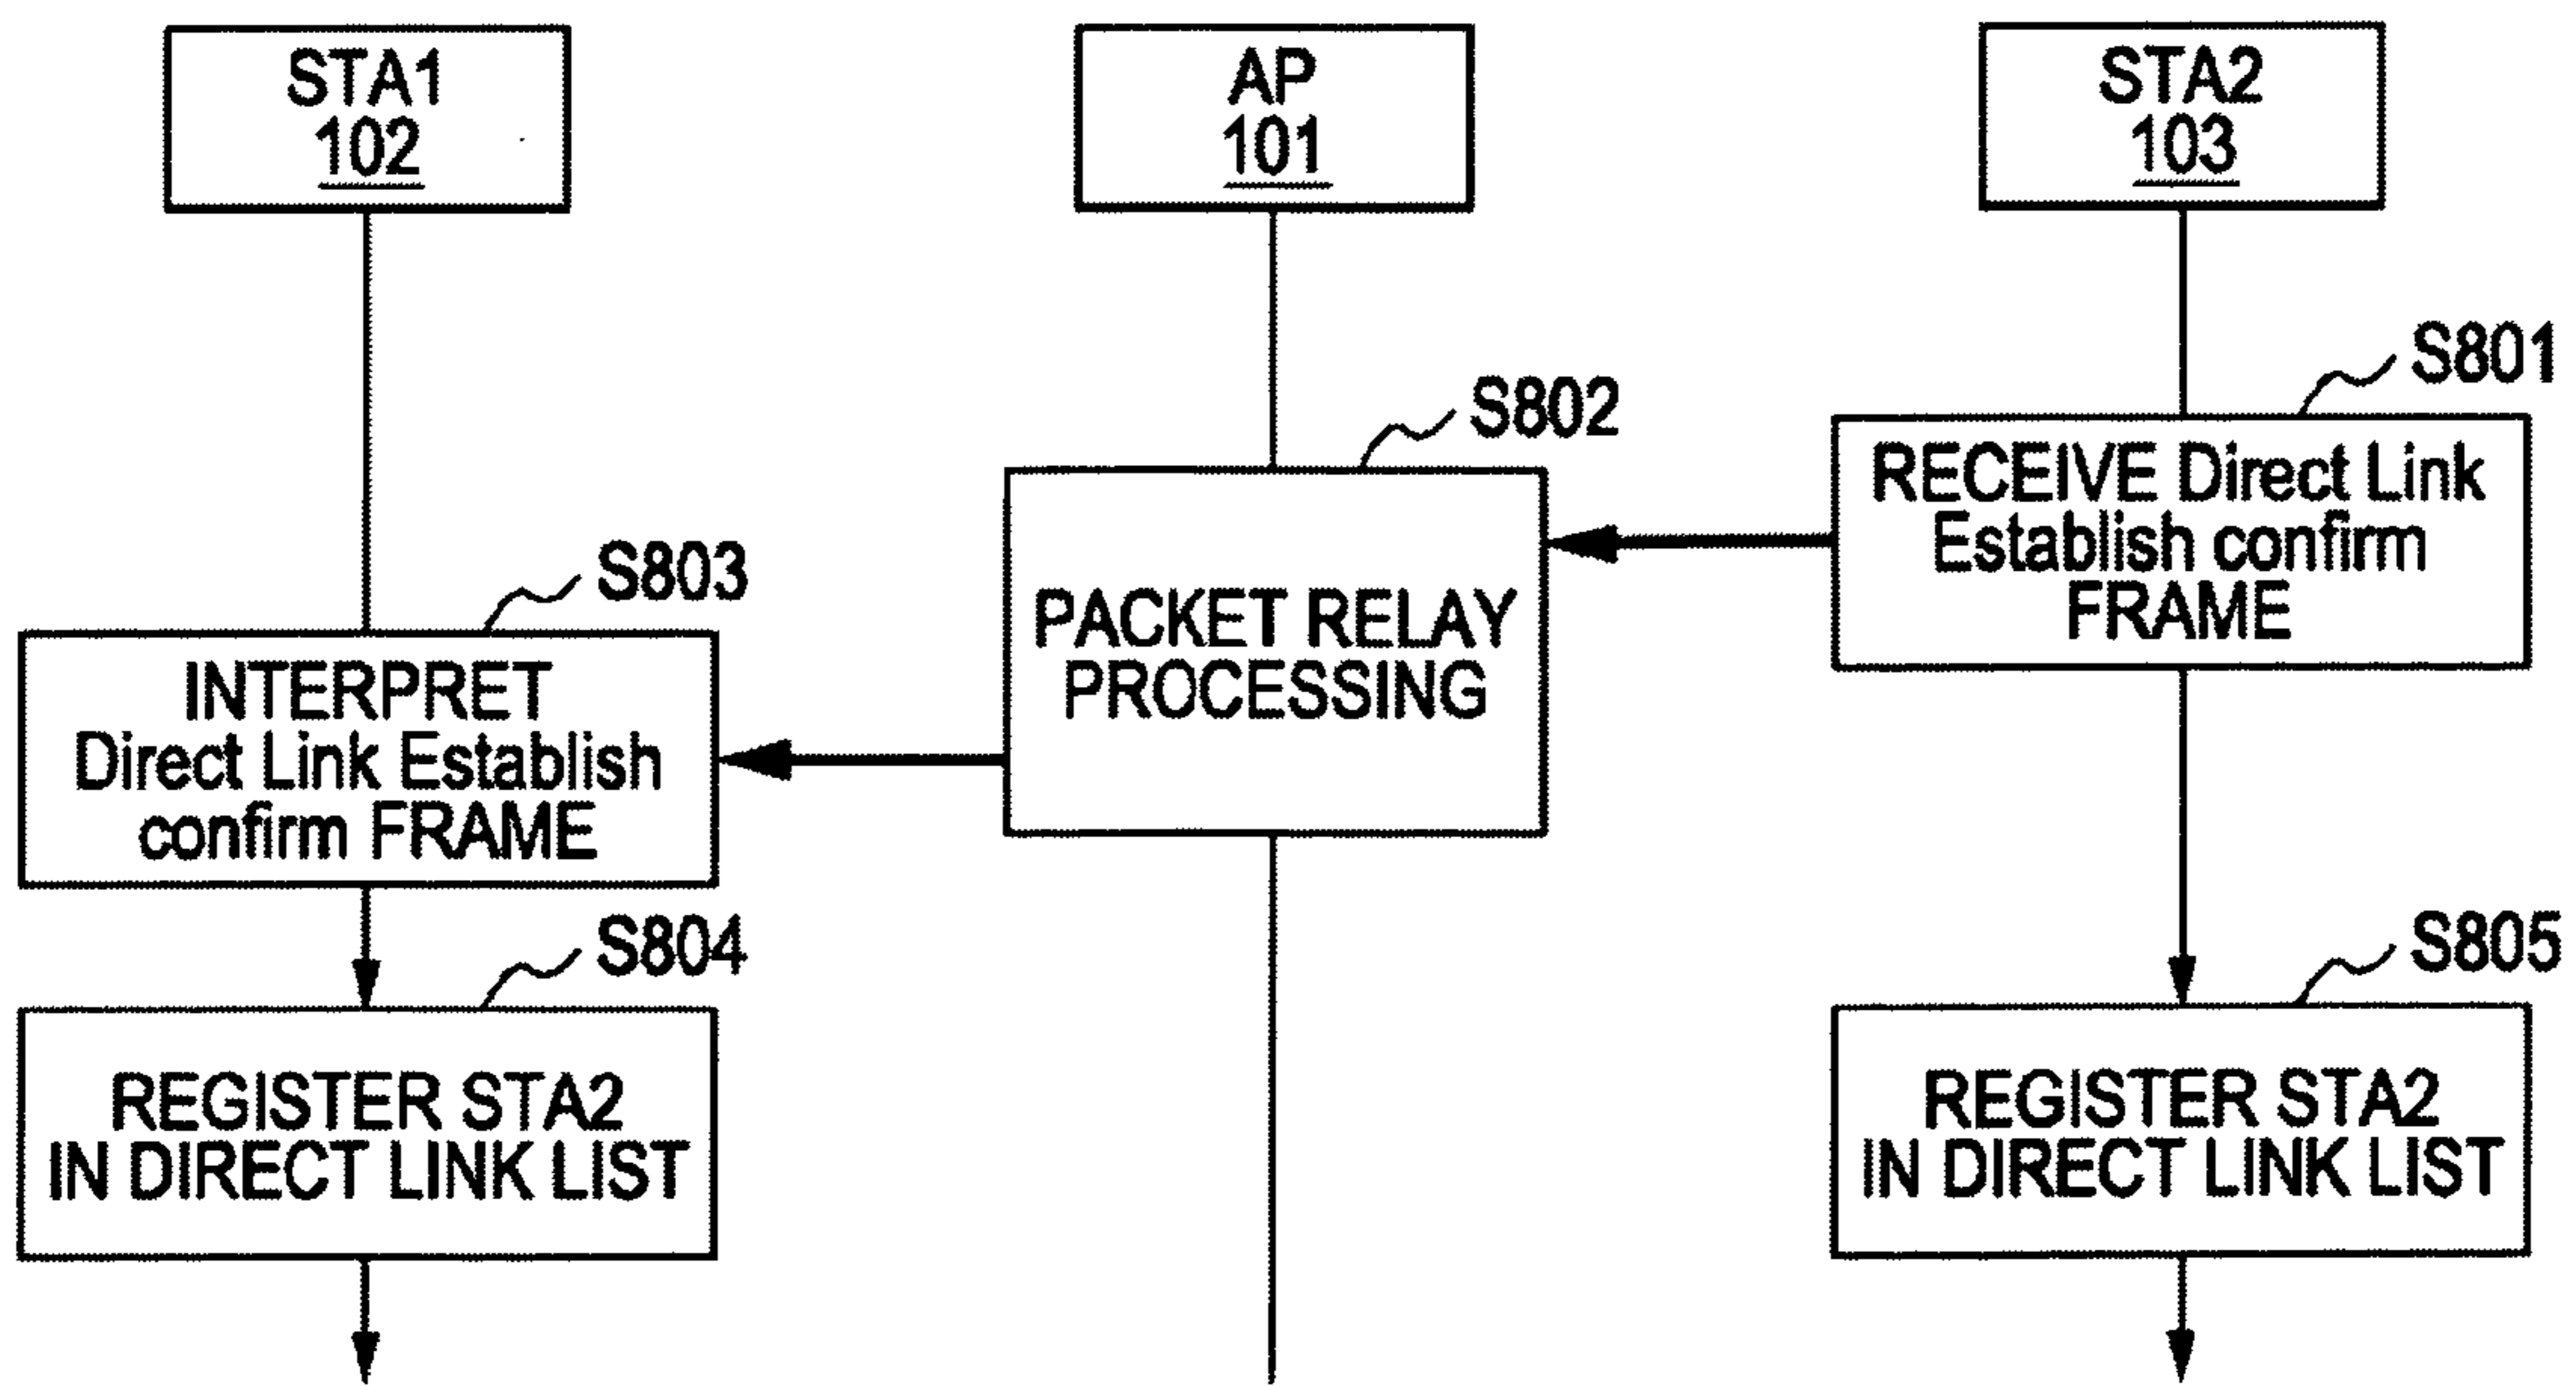 STA1
102
AP
101
STA2
103
S801
RECEIVE Direct Link
Establish confirm
FRAME
S802
PACKET RELAY
PROCESSING
S803
INTERPRET
Direct Link Establish
confirm FRAME
S804
REGISTER STA2
IN DIRECT LINK LIST
S805
REGISTER STA2
IN DIRECT LINK LIST